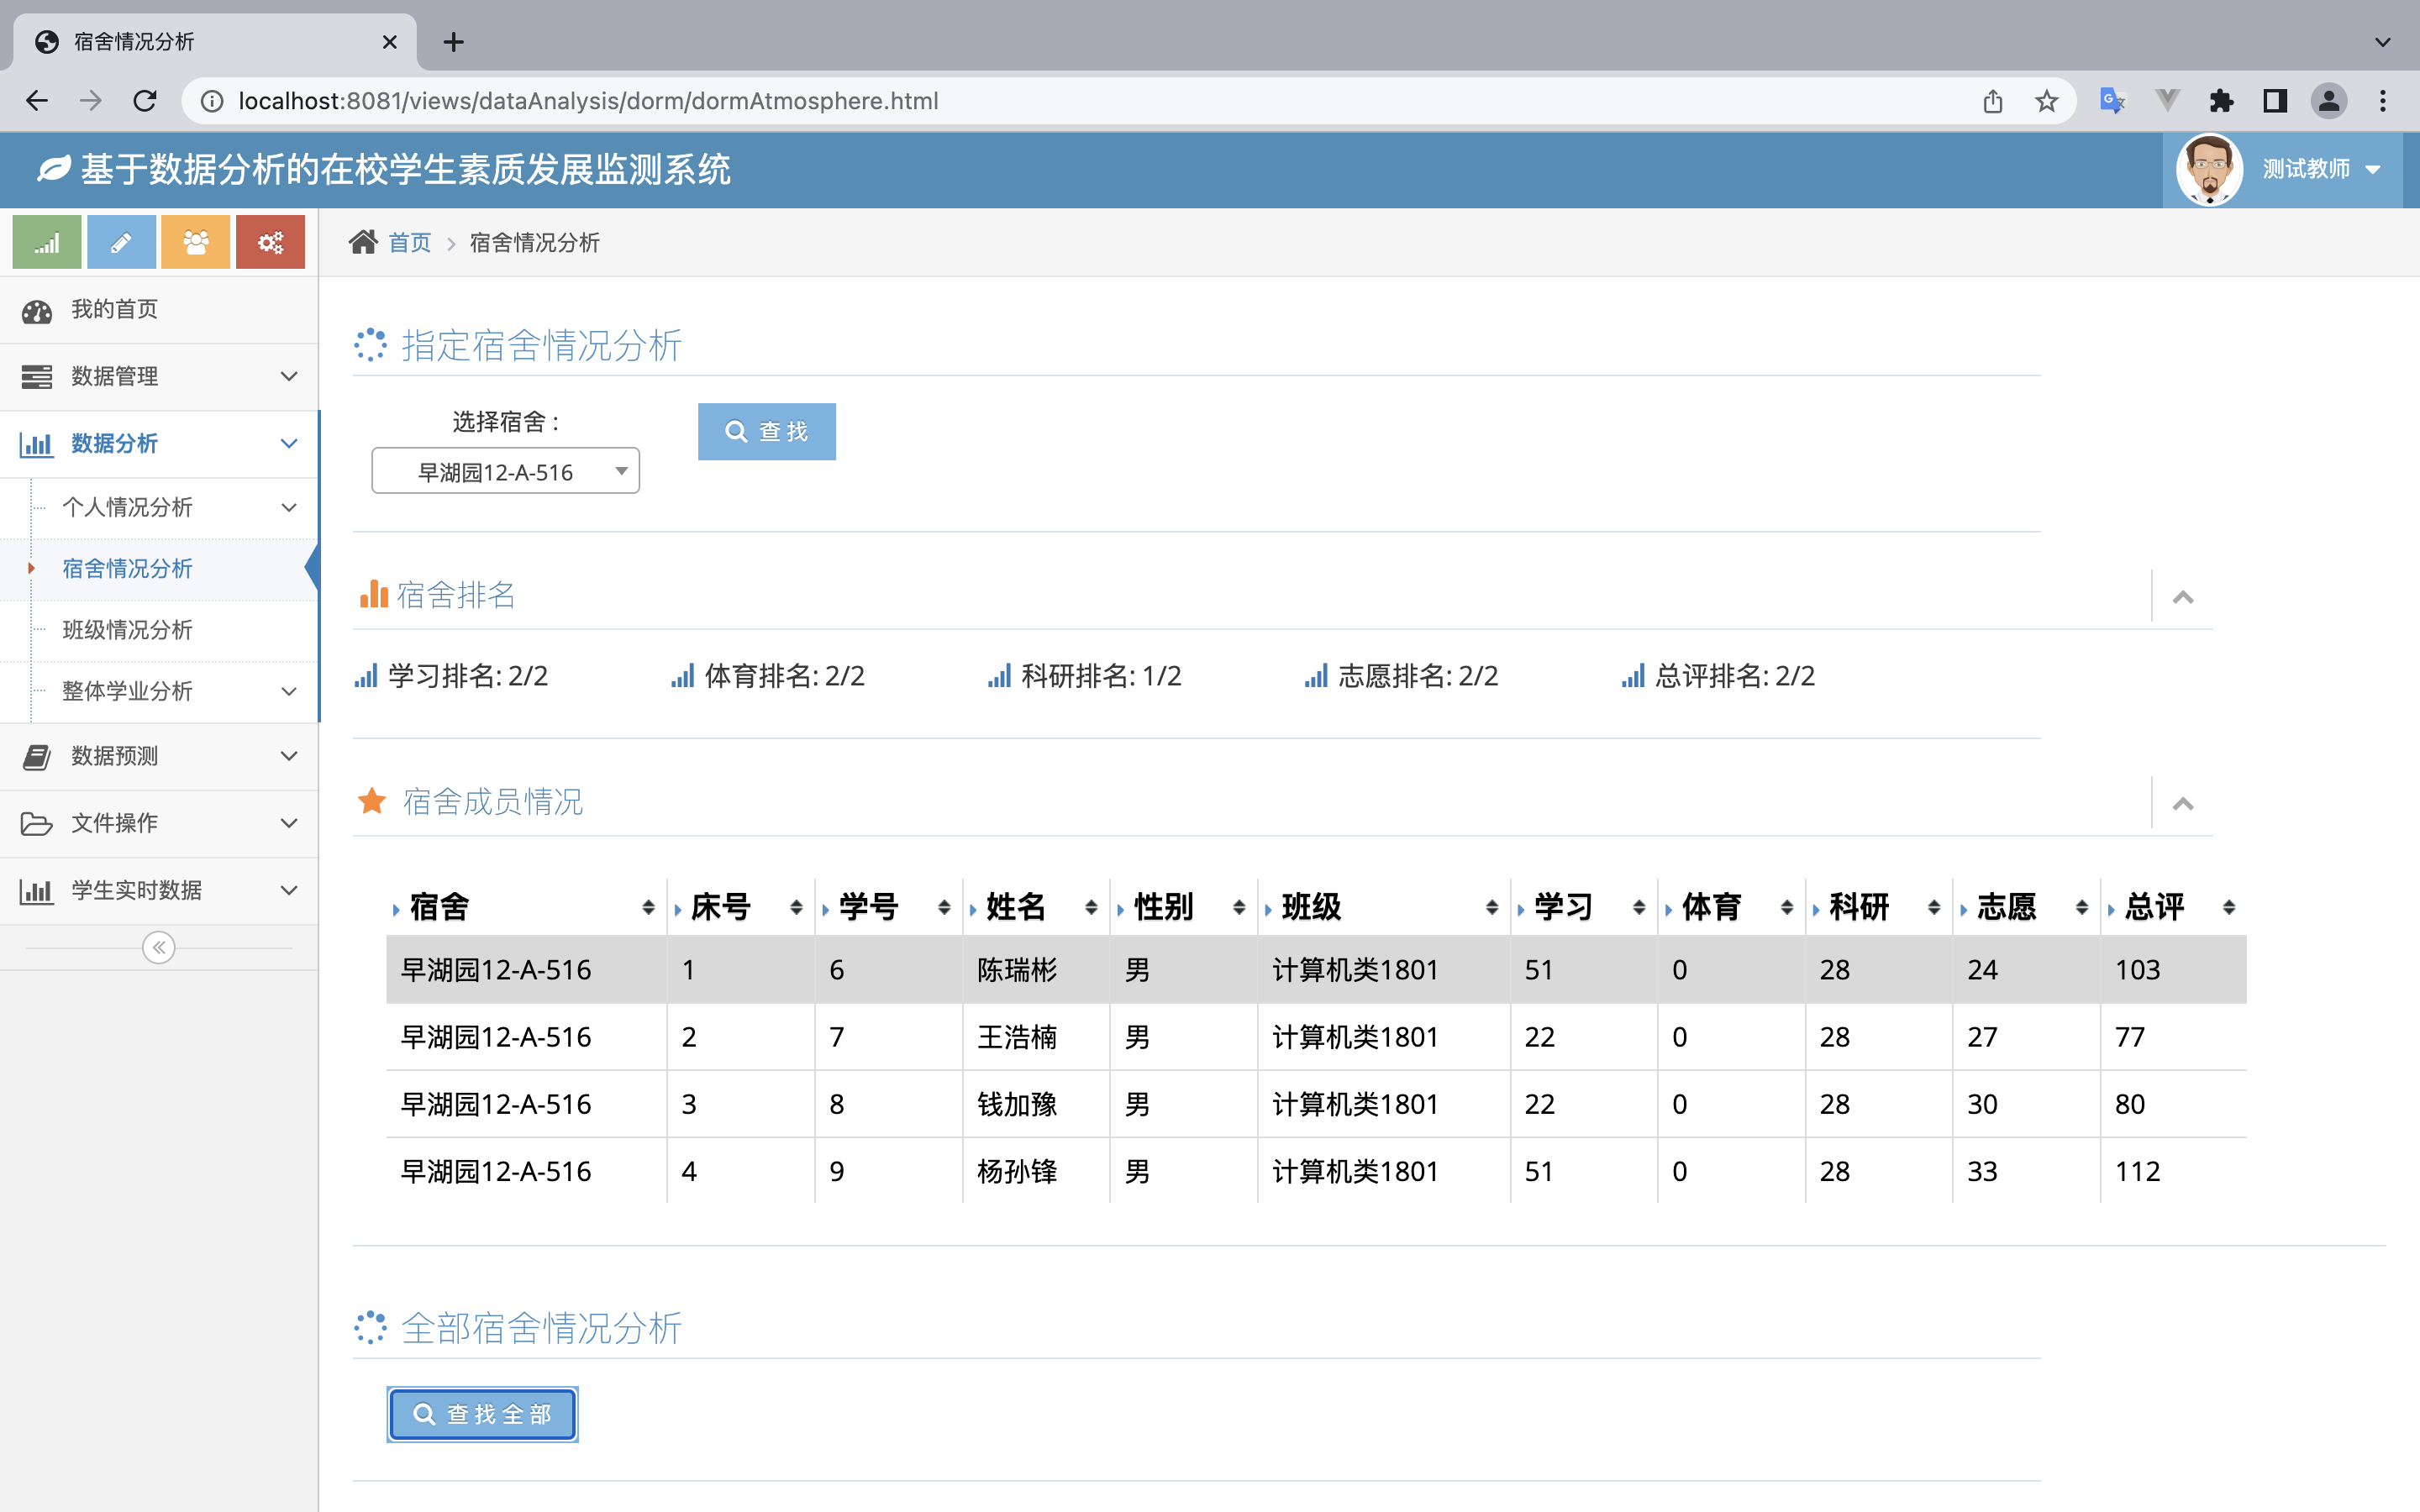 宿舍情况分析
localhost:8081/views/dataAnalysis/dorm/dormAtmosphere.html
基于数据分析的在校学生素质发展监测系统
测试教师
首页 宿舍情况分析
我的首页
数据管理
数据分析
个人情况分析
宿舍情况分析
班级情况分析
整体学业分析
数据预测
文件操作
学生实时数据
指定宿舍情况分析
选择宿舍 :
早湖园12-A-516
查 找
宿舍排名
学习排名: 2/2 体育排名: 2/2 科研排名: 1/2 志愿排名: 2/2 总评排名: 2/2
宿舍成员情况
宿舍 床号 学号 姓名 性别 班级 学习 体育 科研 志愿 总评
早湖园12-A-516 1 6 陈瑞彬 男 计算机类1801 51 0 28 24 103
早湖园12-A-516 2 7 王浩楠 男 计算机类1801 22 0 28 27 77
早湖园12-A-516 3 8 钱加豫 男 计算机类1801 22 0 28 30 80
早湖园12-A-516 4 9 杨孙锋 男 计算机类1801 51 0 28 33 112
全部宿舍情况分析
查 找 全 部